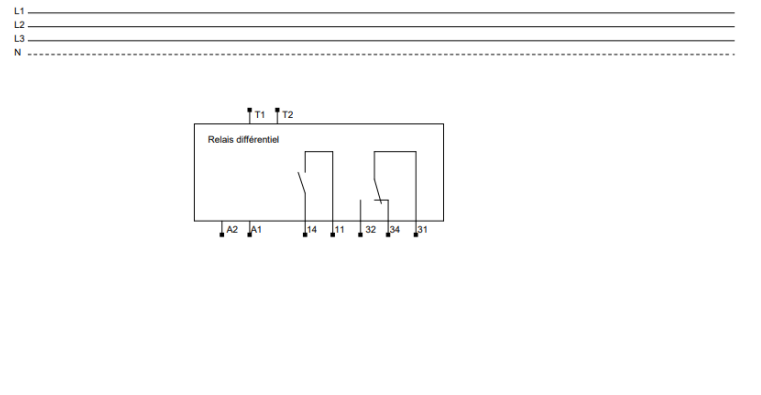 L1
L2
L3
N
T1 T2
Relais différentiel
A2 A1 14 11 32 34 31